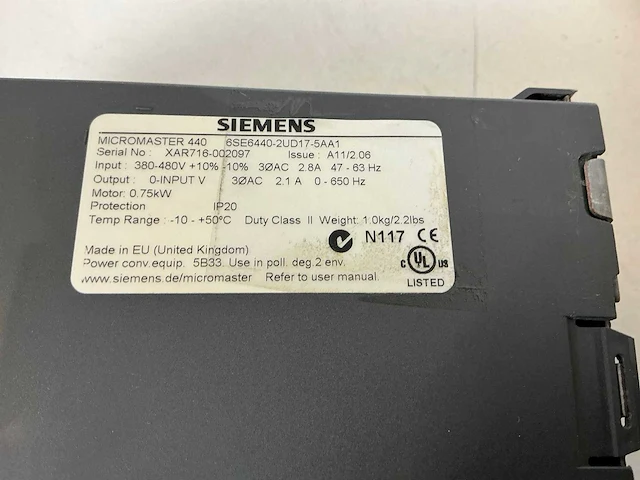 SIEMENS
MICROMASTER 440 6SE6440-2UD17-5AA1
Serial No : XAR716-002097 Issue : A11/2.06
Input : 380-480V +10% -10% 3ØAC 2.8A 47 - 63 Hz
Output : 0-INPUT V 3ØAC 2.1 A 0 - 650 Hz
Motor: 0.75kW
Protection IP20
Temp Range : -10 - +50°C Duty Class II Weight: 1.0kg/2.2lbs
N117 CE
Made in EU (United Kingdom)
Power conv.equip. 5B33. Use in poll. deg.2 env.
C UL US
www.siemens.de/micromaster Refer to user manual.
LISTED